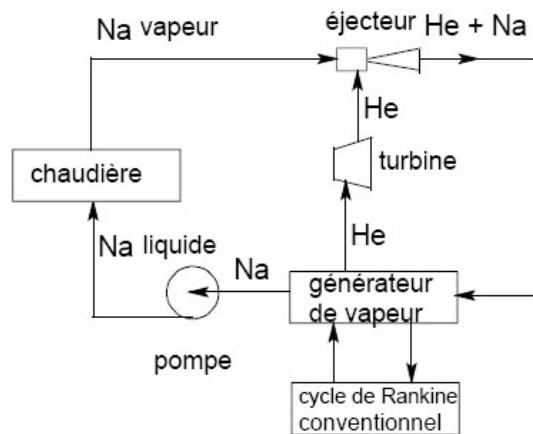 Na vapeur
éjecteur
He + Na
He
chaudière
turbine
Na liquide
He
Na
générateur
de vapeur
pompe
cycle de Rankine
conventionnel